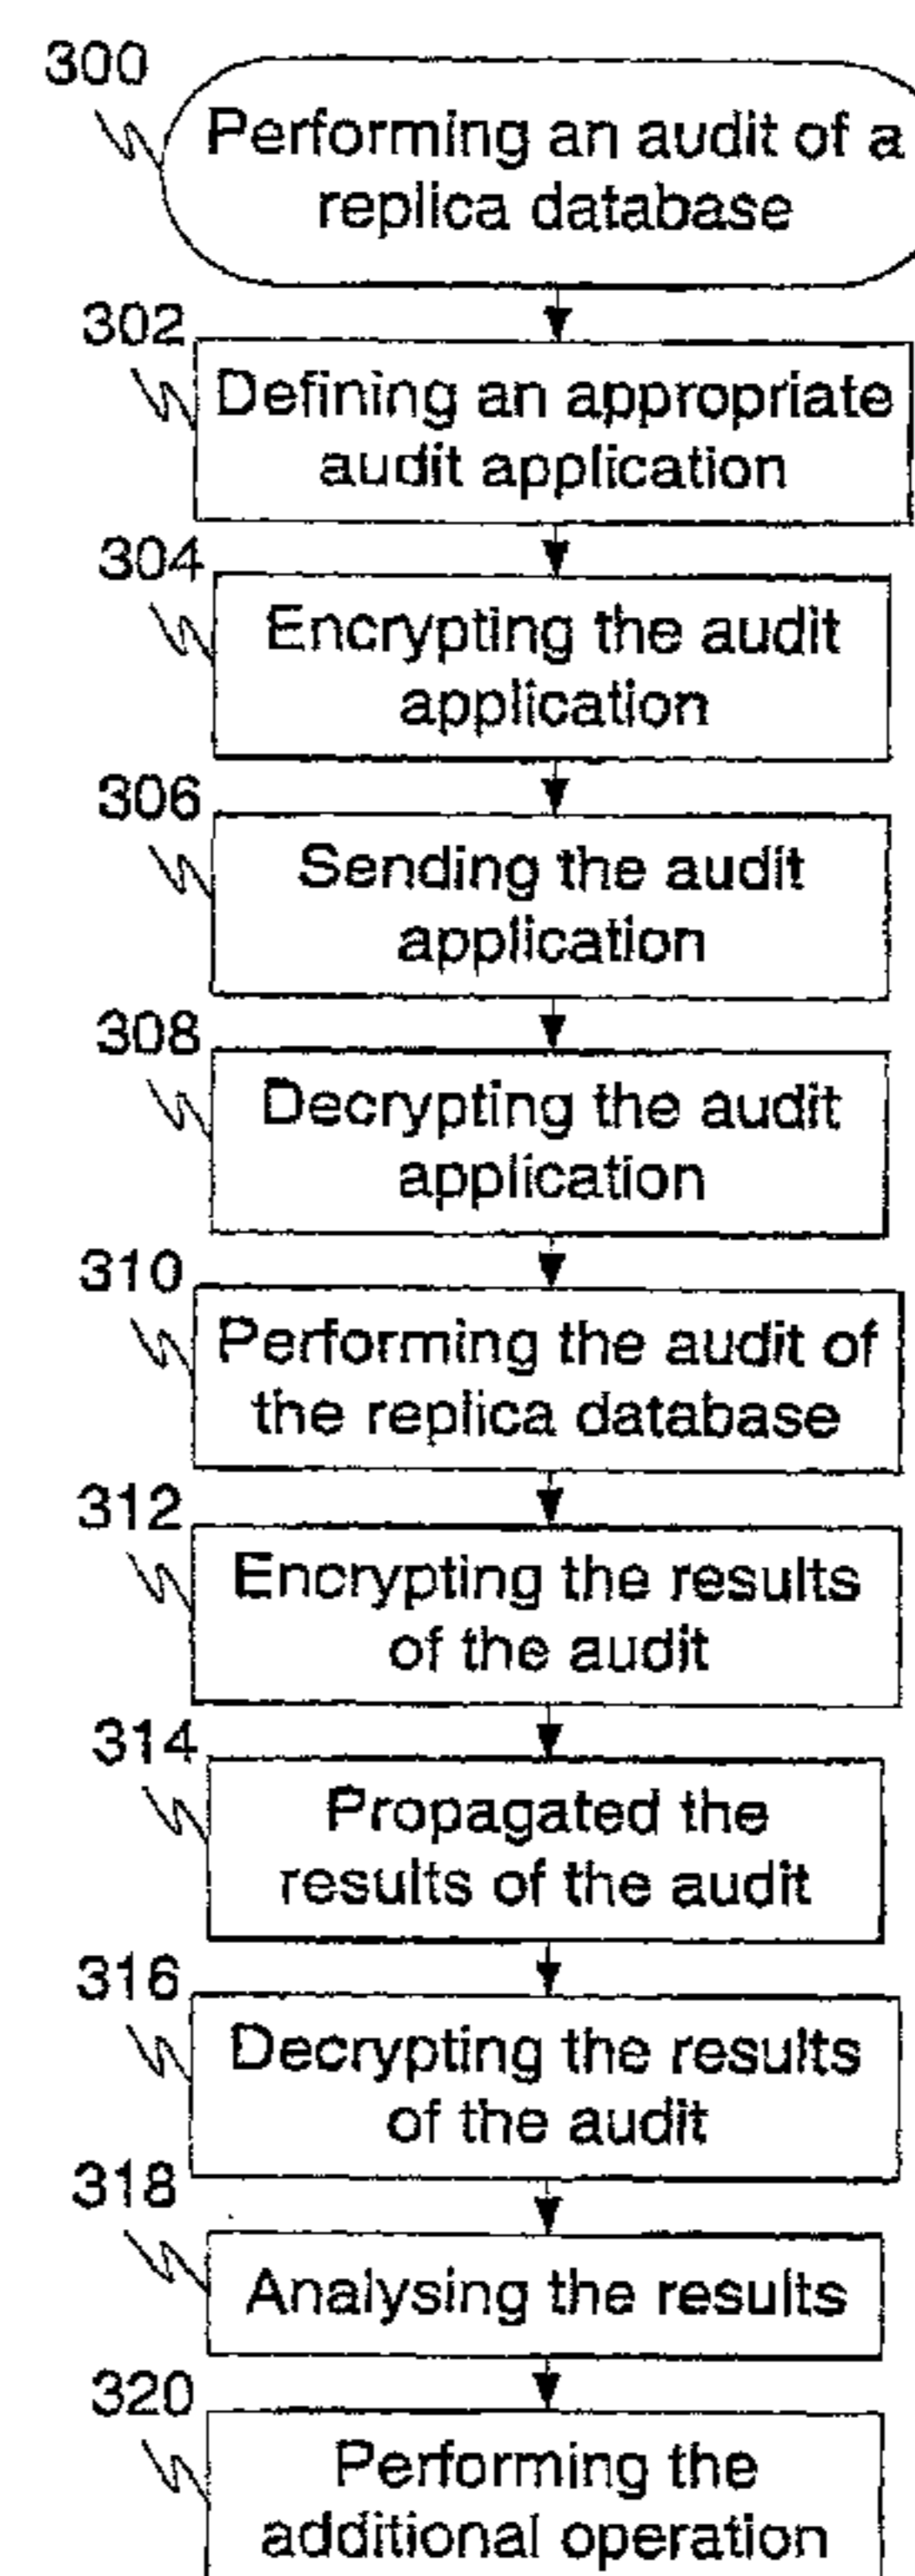 300
Performing an audit of a
replica database
302
Defining an appropriate
audit application
304
Encrypting the audit
application
306
Sending the audit
application
308
Decrypting the audit
application
310
Performing the audit of
the replica database
312
Encrypting the results
of the audit
314
Propagated the
results of the audit
316
Decrypting the results
of the audit
318
Analysing the results
320
Performing the
additional operation